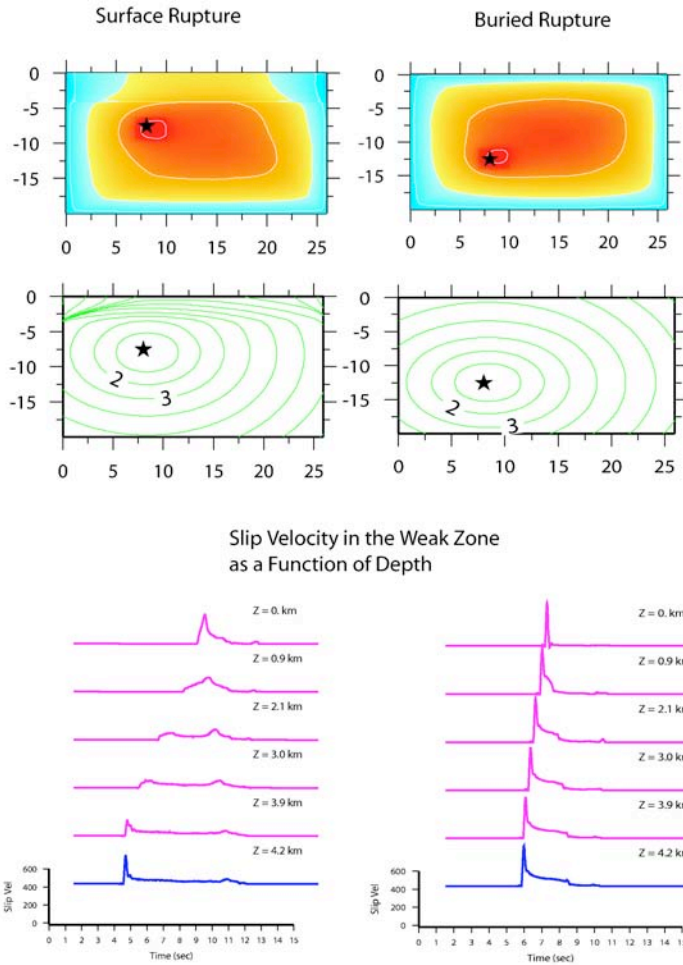 Surface Rupture
Buried Rupture
0
-5
-10
-15
0 5 10 15 20 25
0
-5
-10
-15
0 5 10 15 20 25
0
-5
-10
-15
2
3
0 5 10 15 20 25
0
-5
-10
-15
2
3
0 5 10 15 20 25
Slip Velocity in the Weak Zone
as a Function of Depth
Z = 0. km
Z = 0.9 km
Z = 2.1 km
Z = 3.0 km
Z = 3.9 km
Z = 4.2 km
600
400
200
0
Slip Vel
0 1 2 3 4 5 6 7 8 9 10 11 12 13 14 15
Time (sec)
Z = 0. km
Z = 0.9 km
Z = 2.1 km
Z = 3.0 km
Z = 3.9 km
Z = 4.2 km
600
400
200
0
Slip Vel
0 1 2 3 4 5 6 7 8 9 10 11 12 13 14 15
Time (sec)